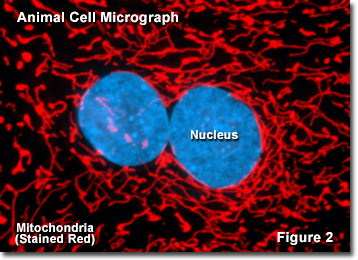 Animal Cell Micrograph
Nucleus
Mitochondria
(Stained Red)
Figure 2